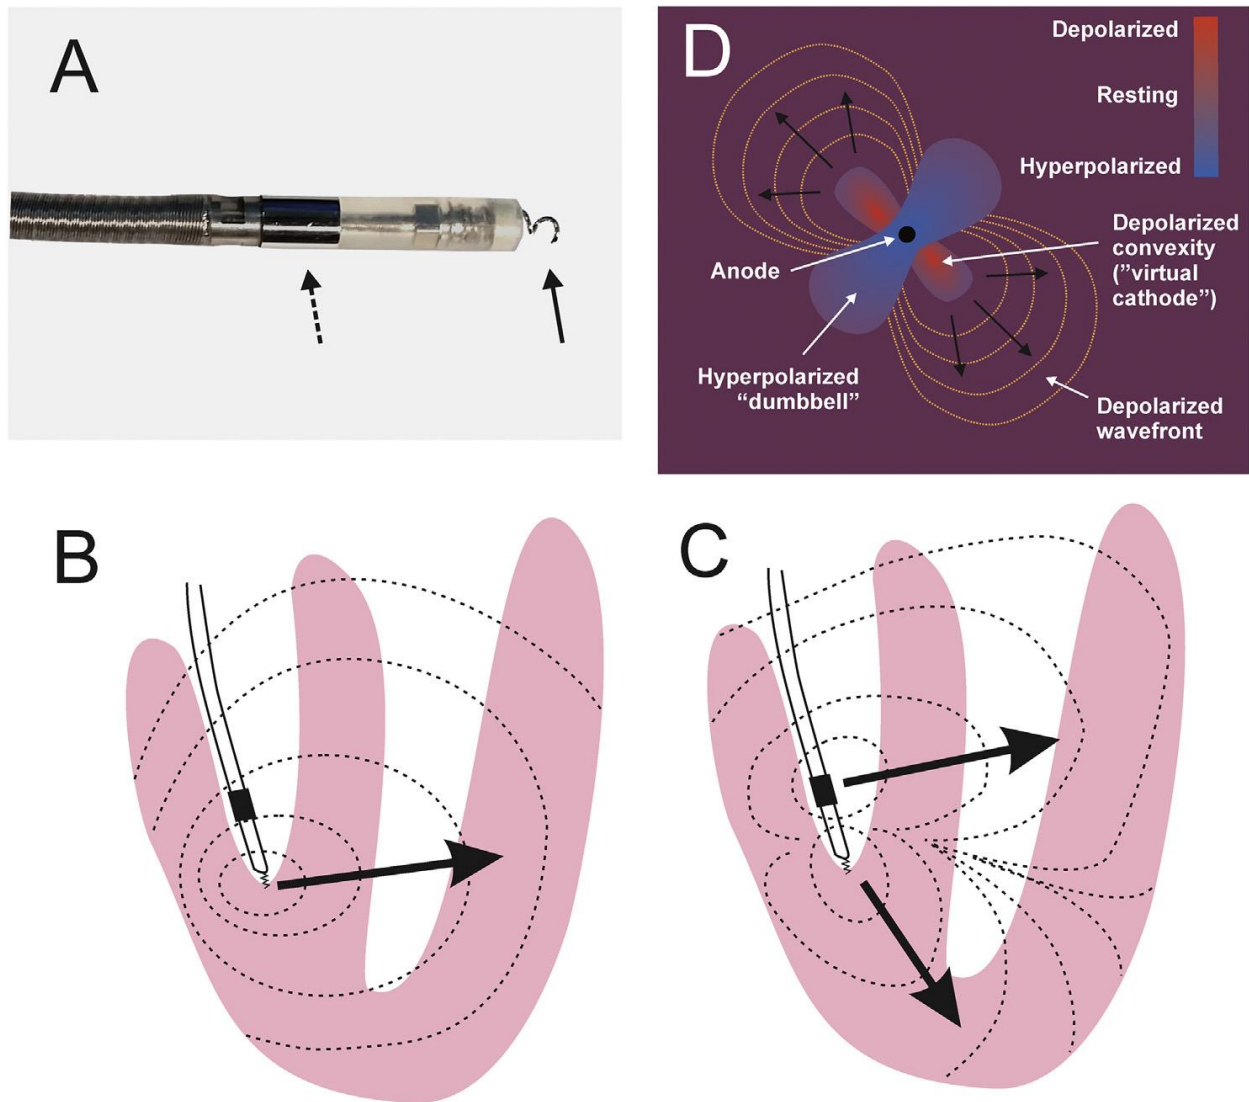 A
D
Depolarized
Resting
Hyperpolarized
Anode
Depolarized
convexity
("virtual
cathode")
Hyperpolarized
“dumbbell”
Depolarized
wavefront
B
C